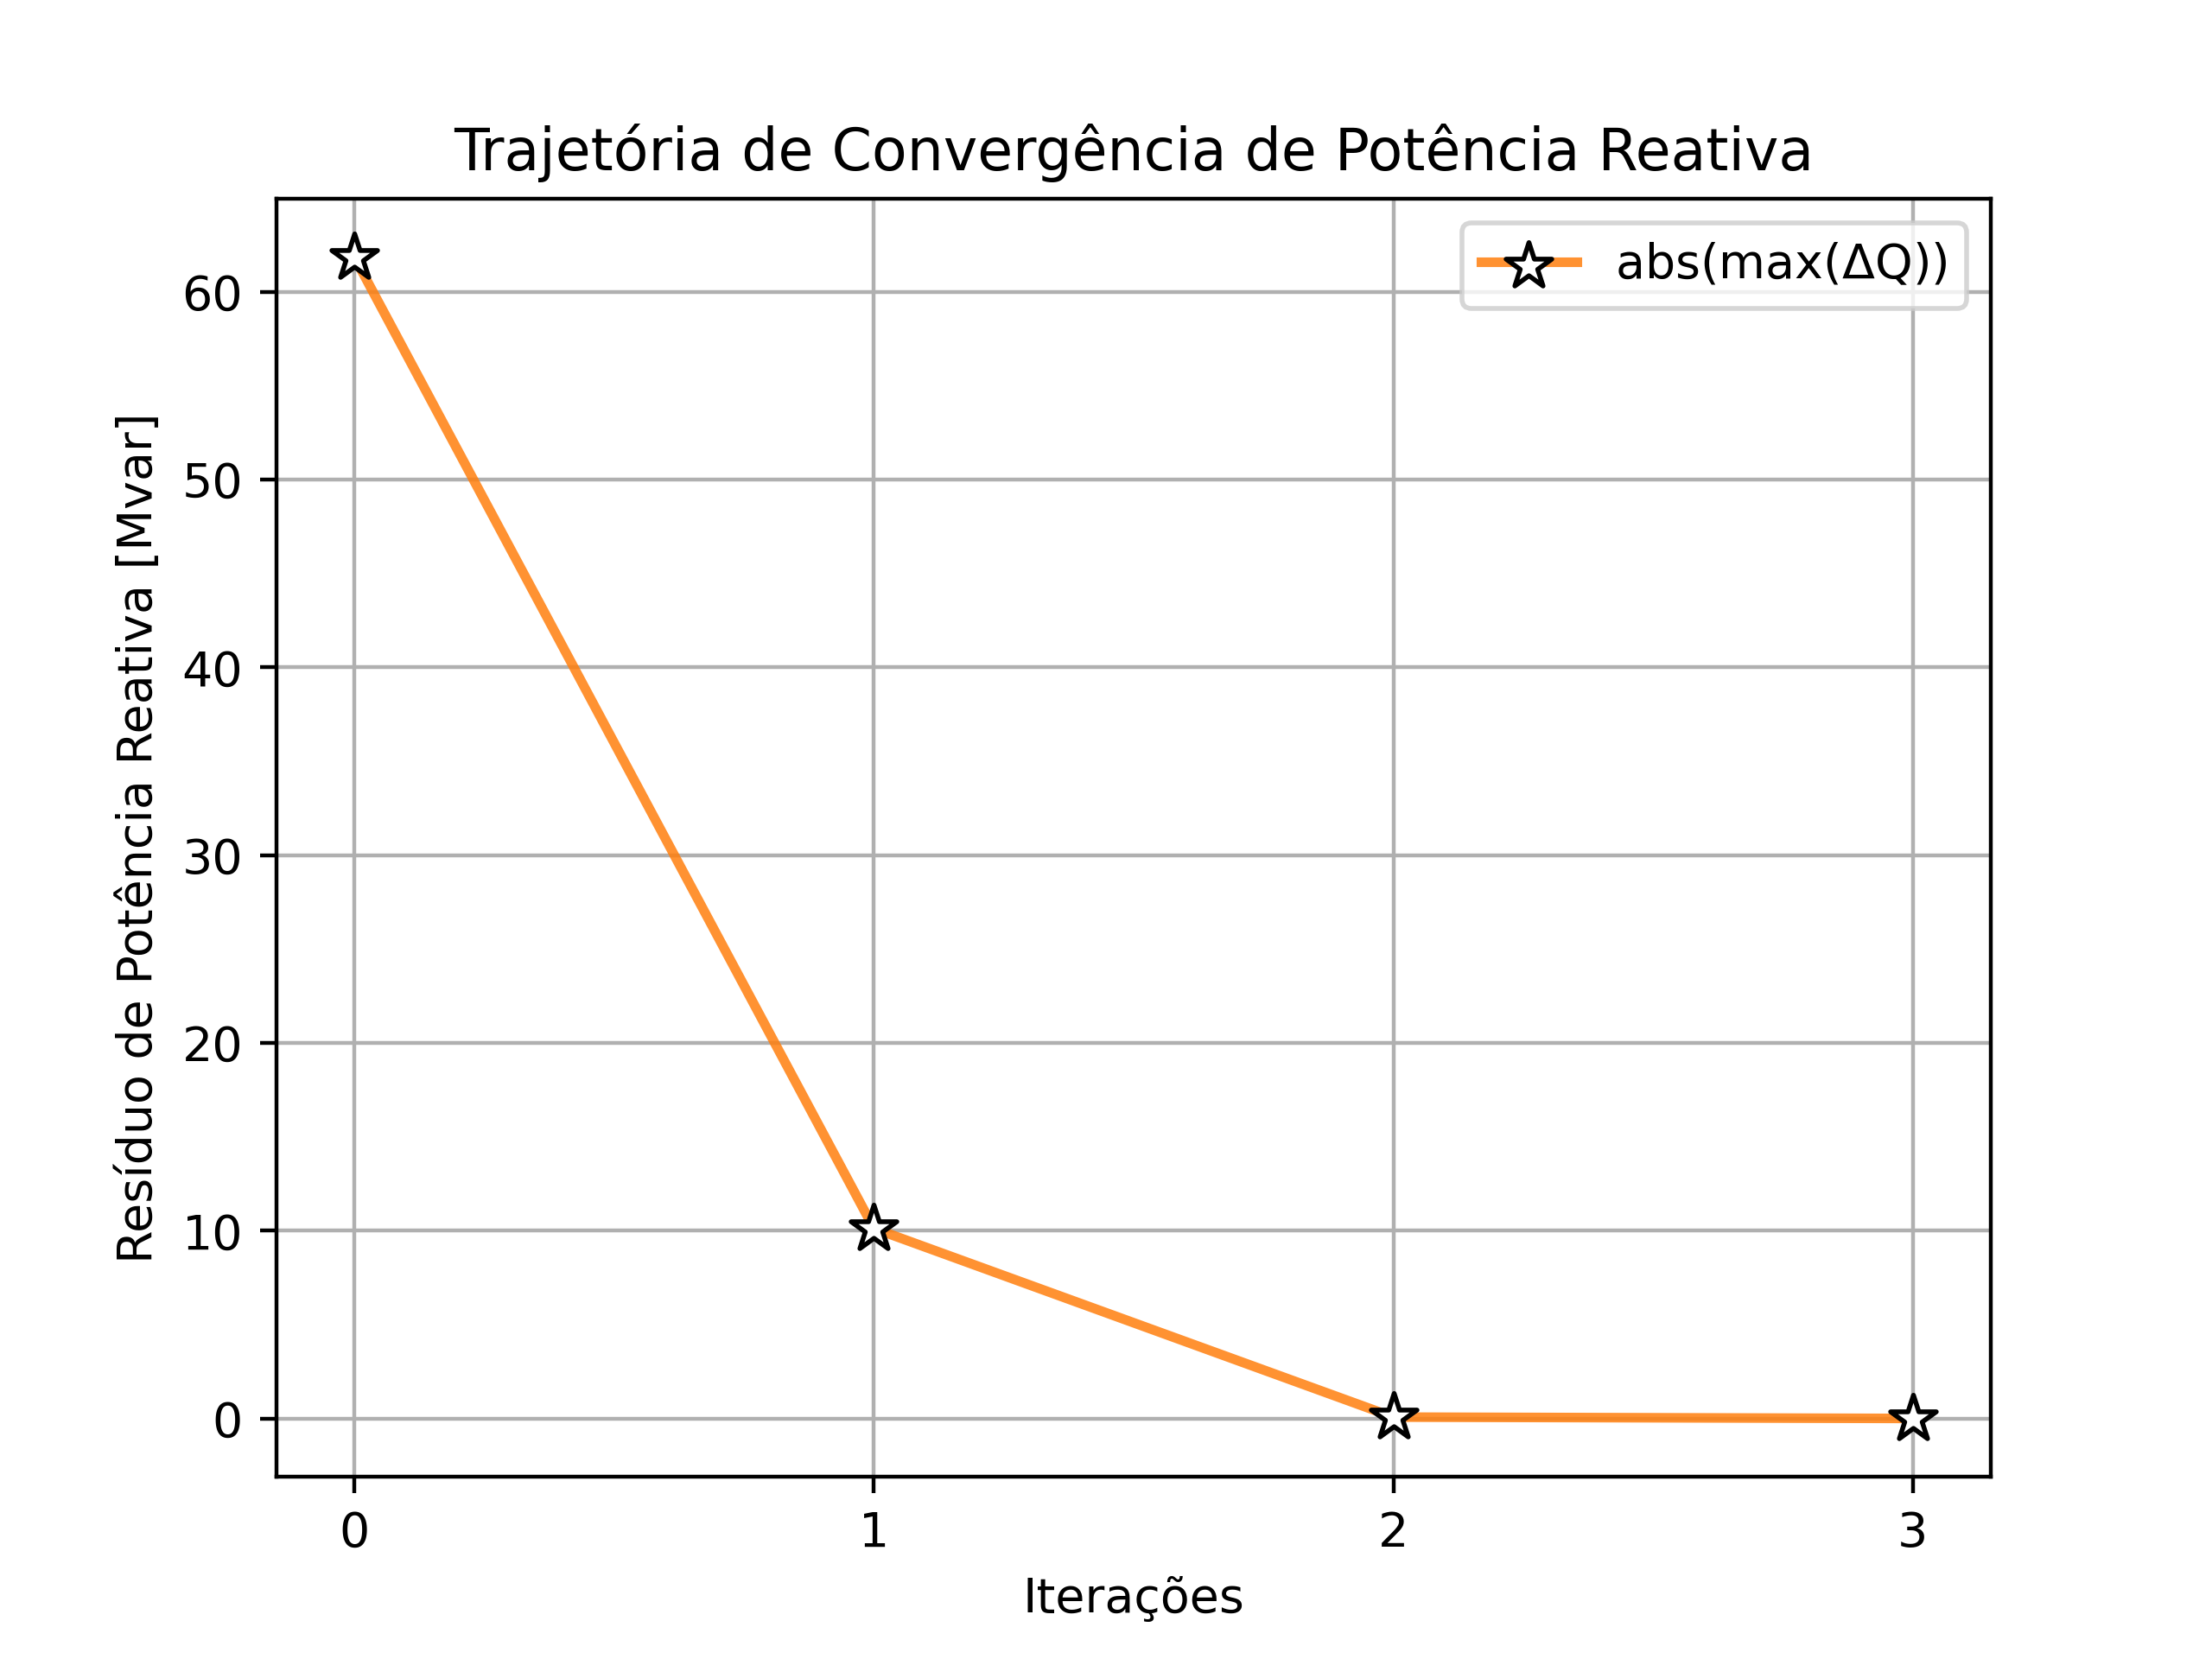 Trajetória de Convergência de Potência Reativa
abs(max(ΔQ))
Resíduo de Potência Reativa [Mvar]
60
50
40
30
20
10
0
0 1 2 3
Iterações